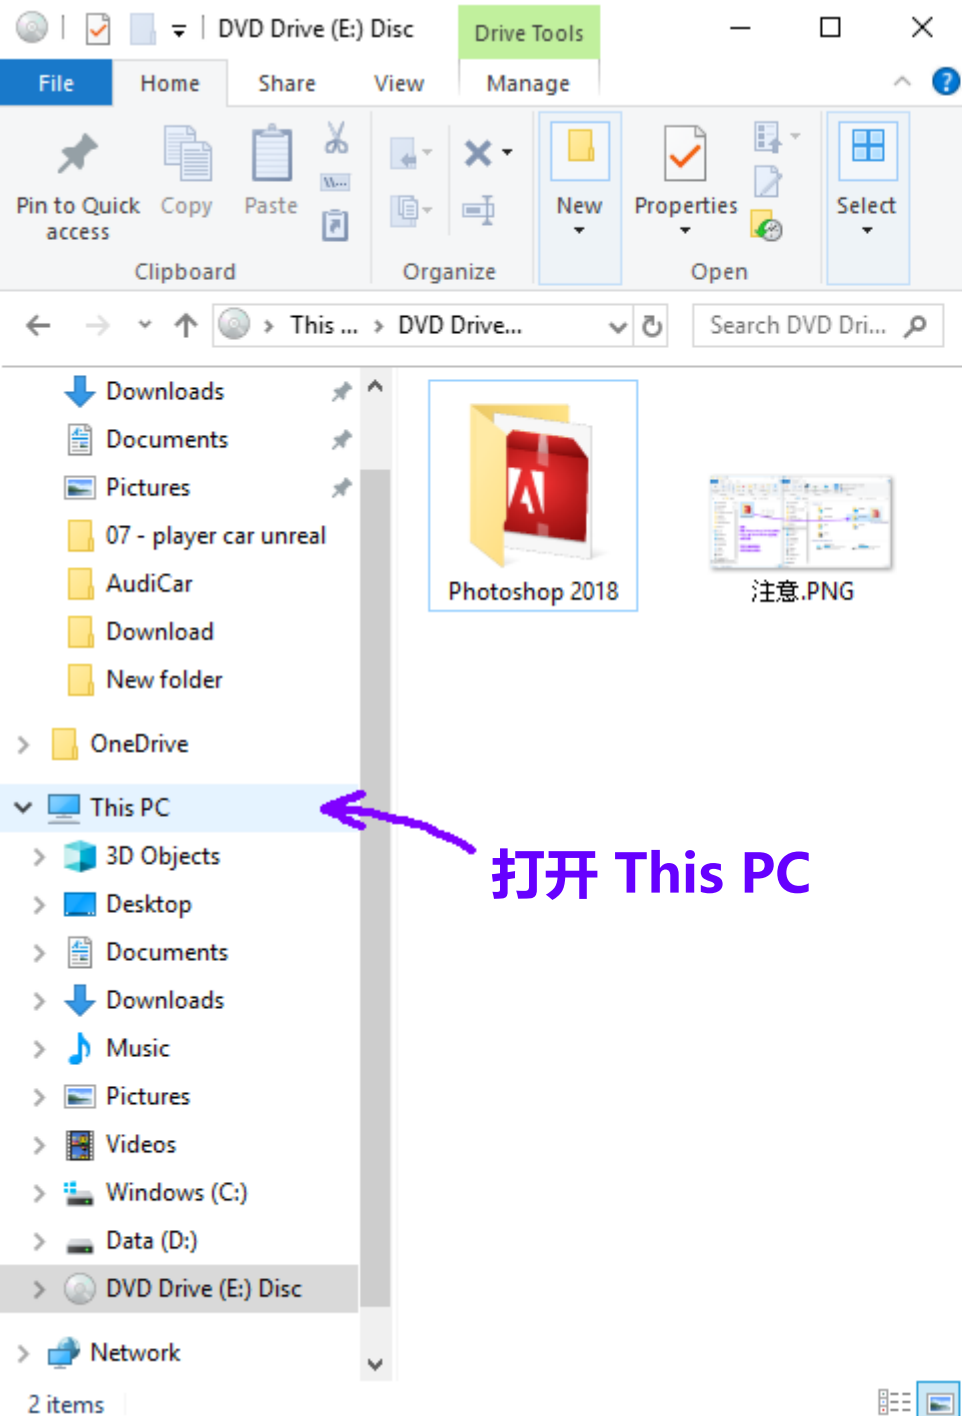 DVD Drive (E:) Disc
Drive Tools
File
Home
Share
View
Manage
Pin to Quick access
Copy
Paste
Clipboard
Organize
New
Properties
Open
Select
This ... > DVD Drive...
Search DVD Dri...
Downloads
Documents
Pictures
07 - player car unreal
AudiCar
Download
New folder
OneDrive
This PC
3D Objects
Desktop
Documents
Downloads
Music
Pictures
Videos
Windows (C:)
Data (D:)
DVD Drive (E:) Disc
Network
Photoshop 2018
注意.PNG
打开 This PC
2 items